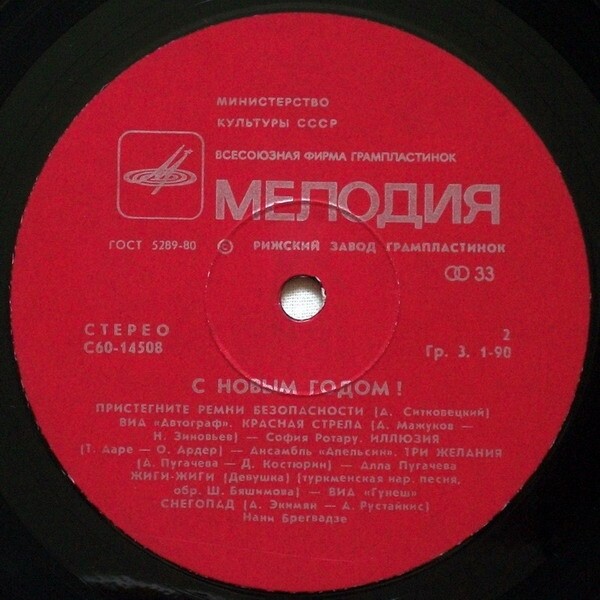 МИНИСТЕРСТВО
КУЛЬТУРЫ СССР
ВСЕСОЮЗНАЯ ФИРМА ГРАМПЛАСТИНОК
МЕЛОДИЯ
ГОСТ 5289-80 РИЖСКИЙ ЗАВОД ГРАМПЛАСТИНОК
33
СТЕРЕО 2
С60-14508 Гр. 3. 1-90
С НОВЫМ ГОДОМ!
ПРИСТЕГНИТЕ РЕМНИ БЕЗОПАСНОСТИ (А. Ситковецкий)
ВИА «Автограф». КРАСНАЯ СТРЕЛА (А. Мажуков —
Н. Зиновьев) — София Ротару. ИЛЛЮЗИЯ
(Т. Ааре — О. Ардер) — Ансамбль «Апельсин». ТРИ ЖЕЛАНИЯ
(А. Пугачева — Д. Костюрин) — Алла Пугачева
ЖИГИ-ЖИГИ (Девушка) (туркменская нар. песня,
обр. Ш. Бяшимова) — ВИА «Гунеш»
СНЕГОПАД (А. Экимян — А. Рустайкис)
Нани Брегвадзе